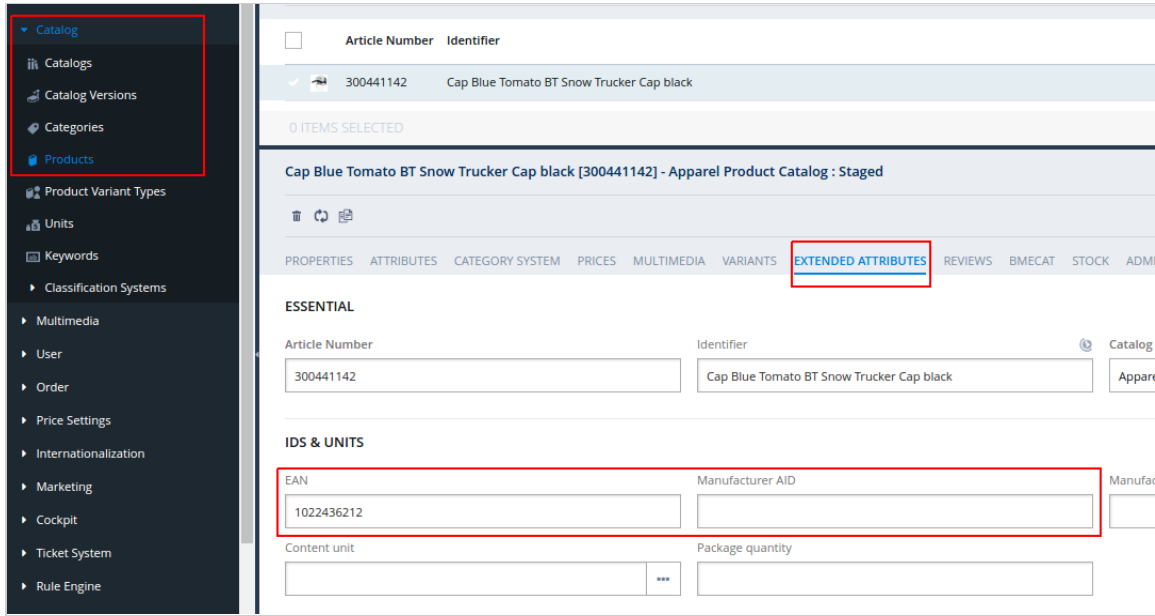 Catalog
Catalogs
Catalog Versions
Categories
Products
Product Variant Types
Units
Keywords
Classification Systems
Multimedia
User
Order
Price Settings
Internationalization
Marketing
Cockpit
Ticket System
Rule Engine
Article Number Identifier
300441142 Cap Blue Tomato BT Snow Trucker Cap black
0 ITEMS SELECTED
Cap Blue Tomato BT Snow Trucker Cap black [300441142] - Apparel Product Catalog : Staged
PROPERTIES ATTRIBUTES CATEGORY SYSTEM PRICES MULTIMEDIA VARIANTS EXTENDED ATTRIBUTES REVIEWS BMECAT STOCK ADMI
ESSENTIAL
Article Number Identifier Catalog
300441142 Cap Blue Tomato BT Snow Trucker Cap black Appare
IDS & UNITS
EAN Manufacturer AID Manufac
1022436212
Content unit Package quantity